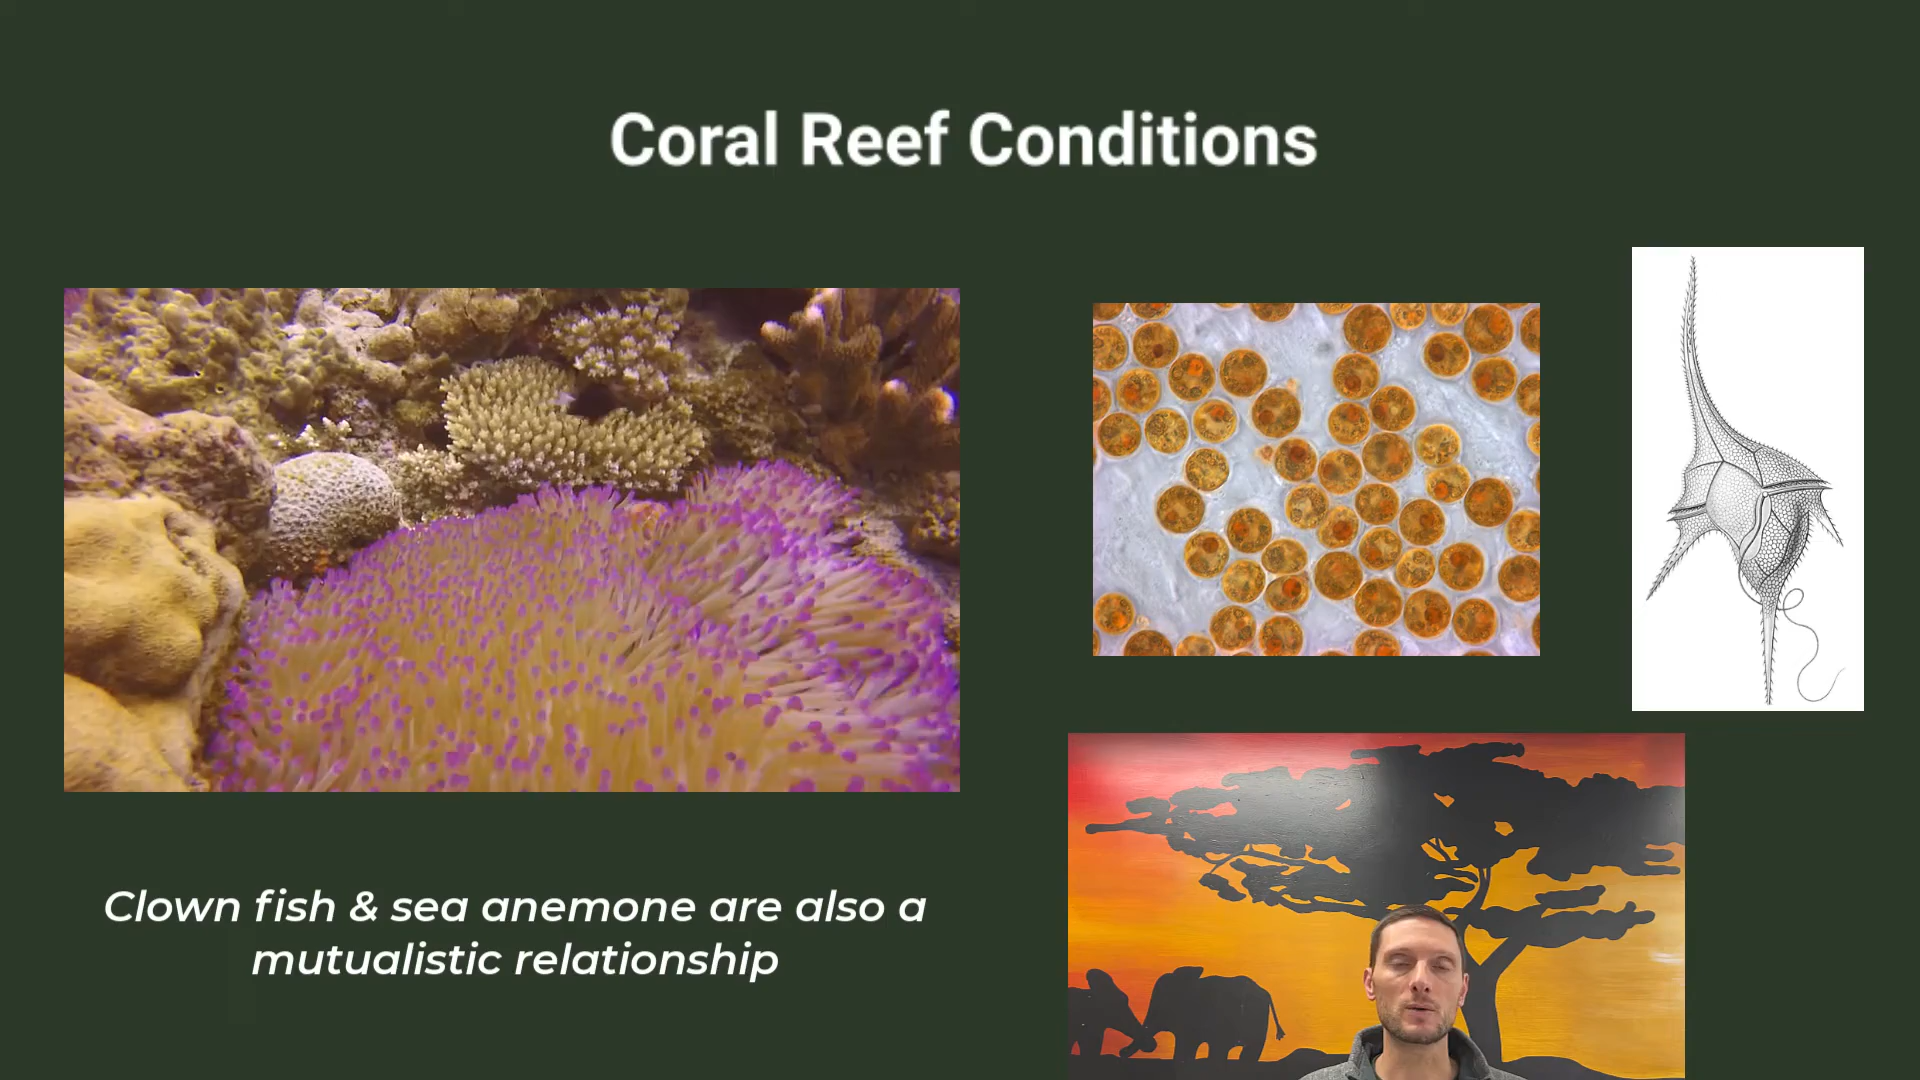 Coral Reef Conditions
Clown fish & sea anemone are also a
mutualistic relationship